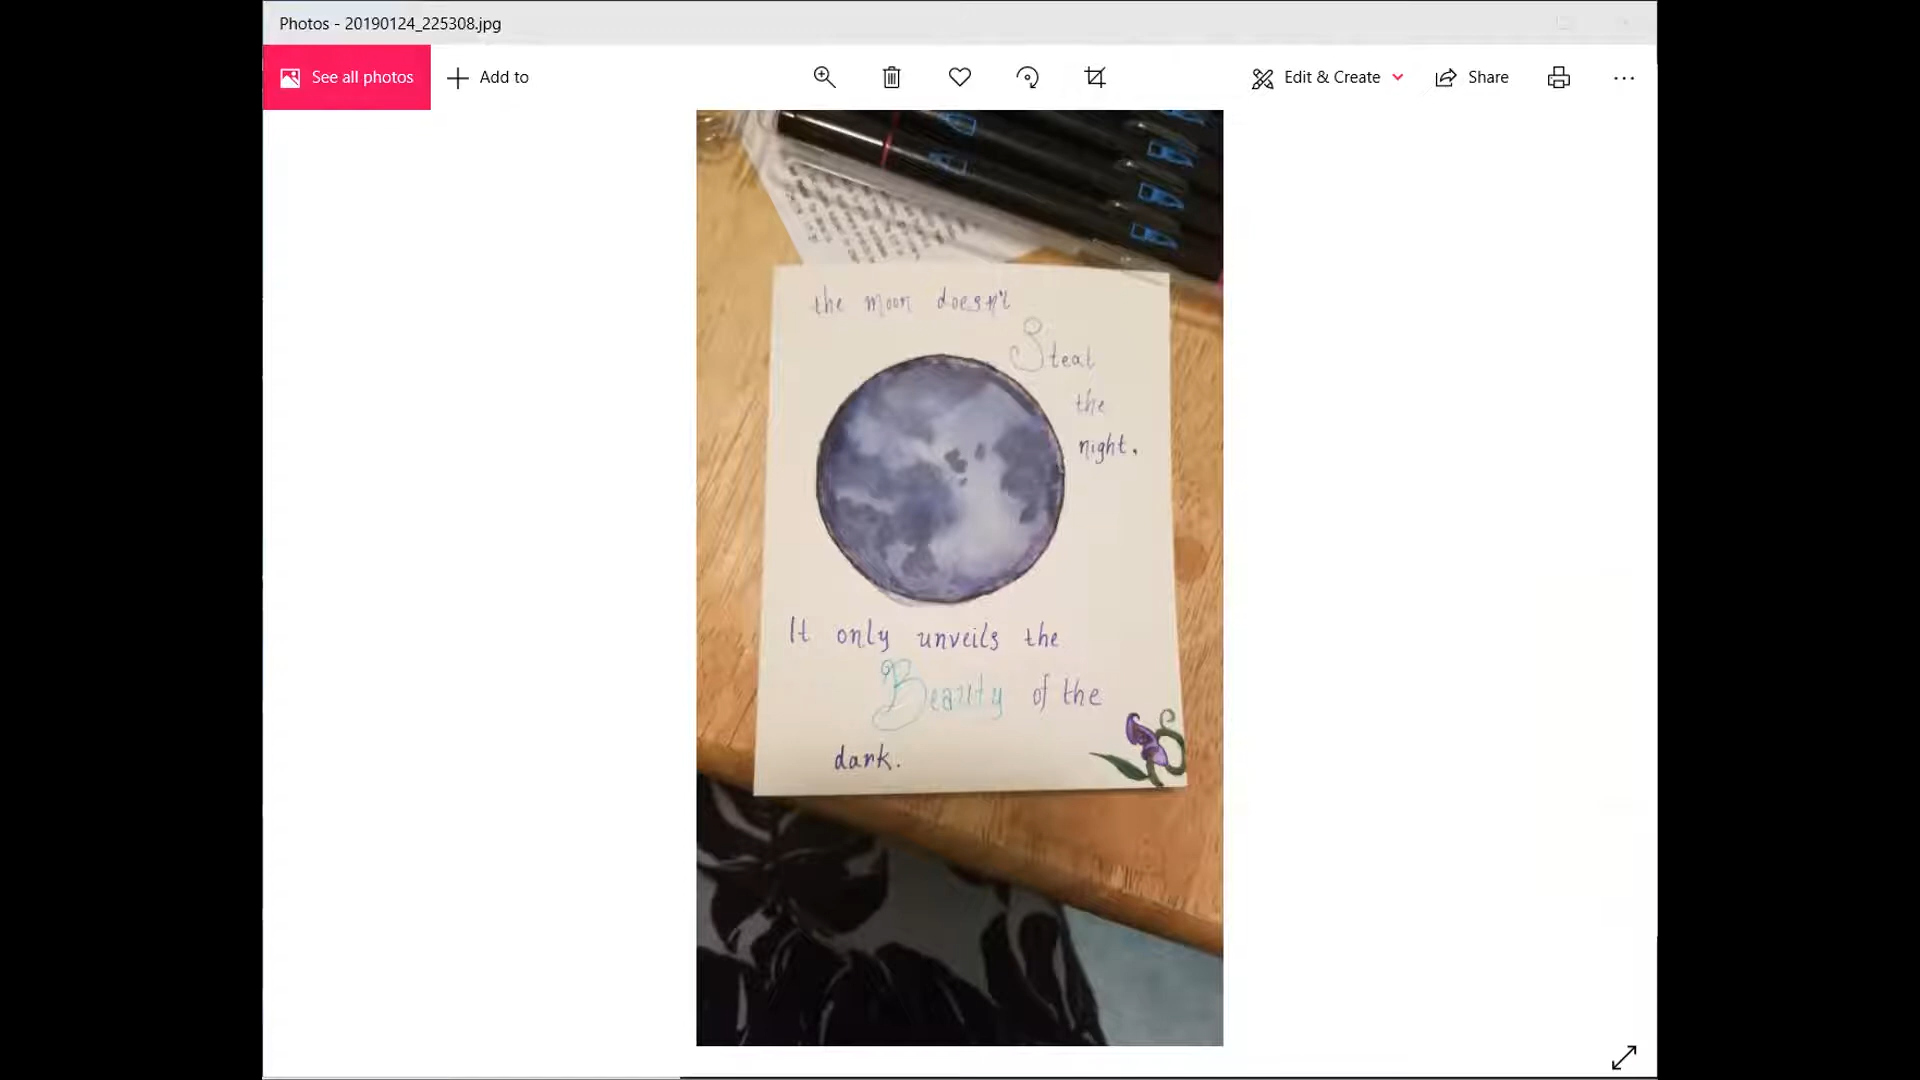 Photos - 20190124_225308.jpg
See all photos
Add to
Edit & Create
Share
the moon doesn't
Steal
the
night.
It only unveils the
Beauty of the
dark.